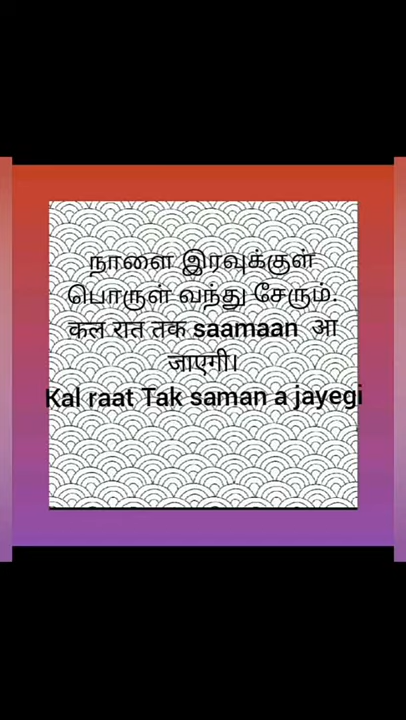 நாளை இரவுக்குள்
பொருள் வந்து சேரும்.
कल रात तक saamaan आ
जाएगी।
Kal raat Tak saman a jayegi